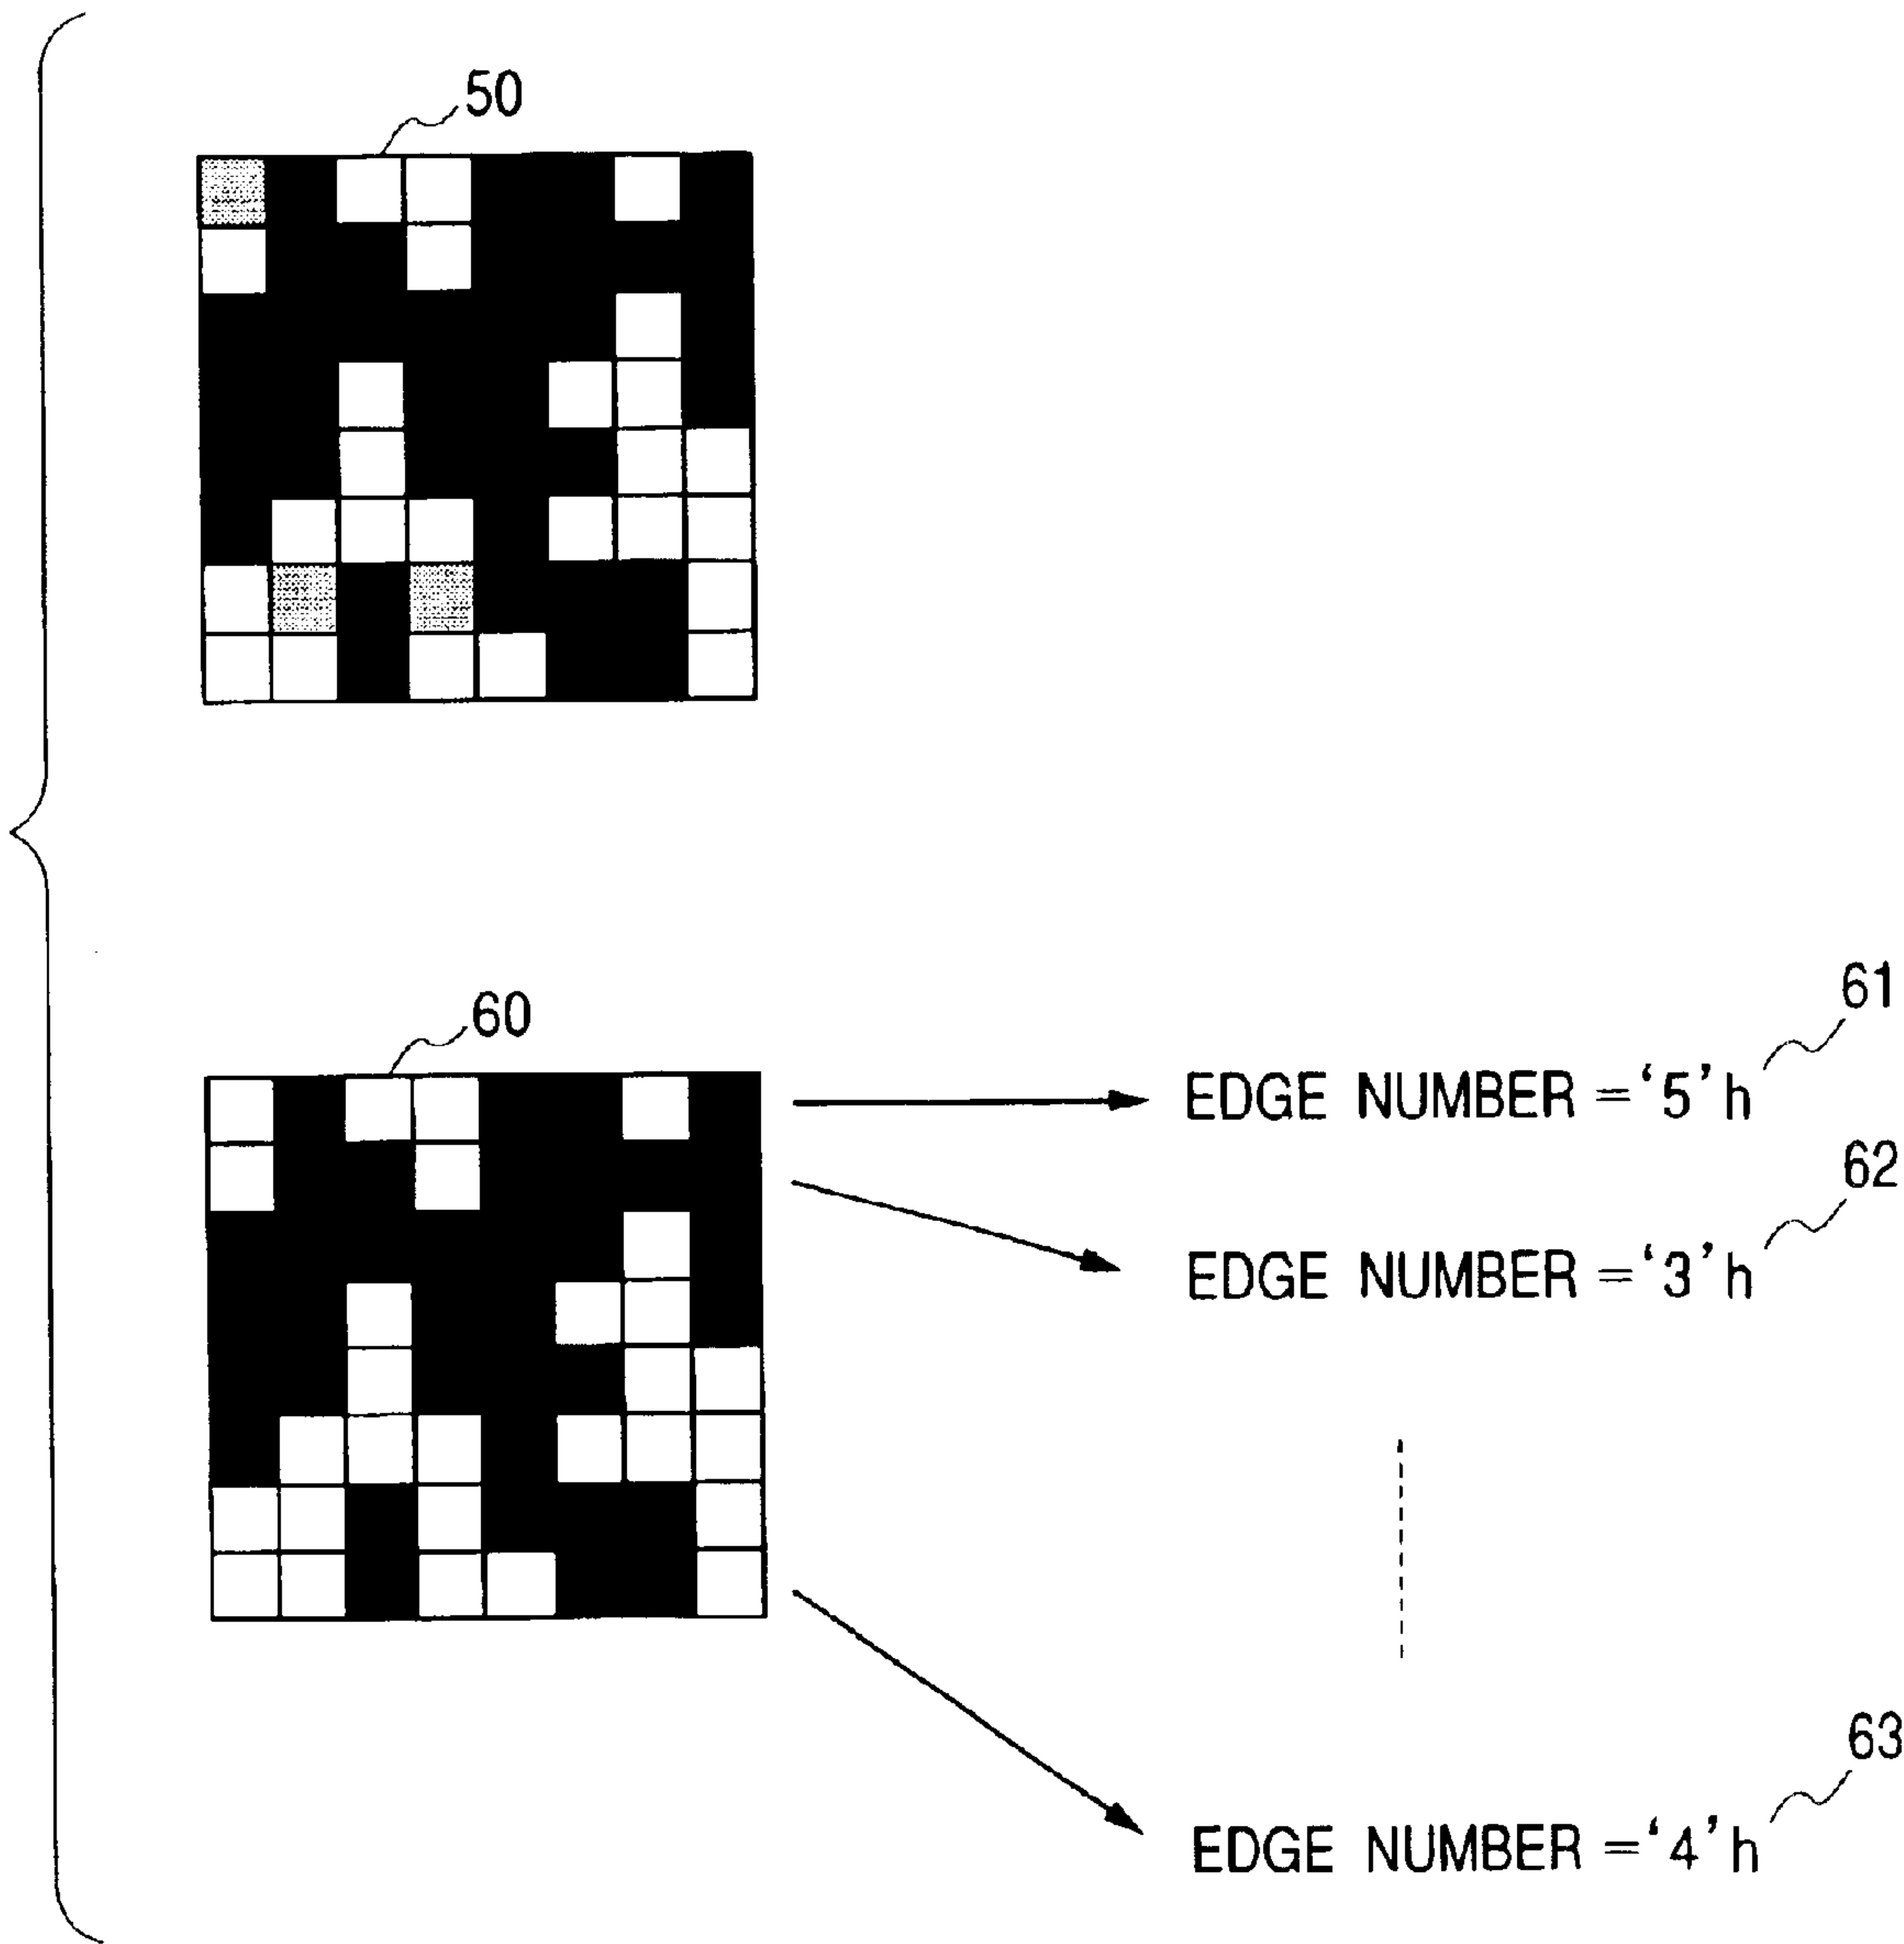 50
60
61
EDGE NUMBER = '5' h
62
EDGE NUMBER = '3' h
63
EDGE NUMBER = '4' h